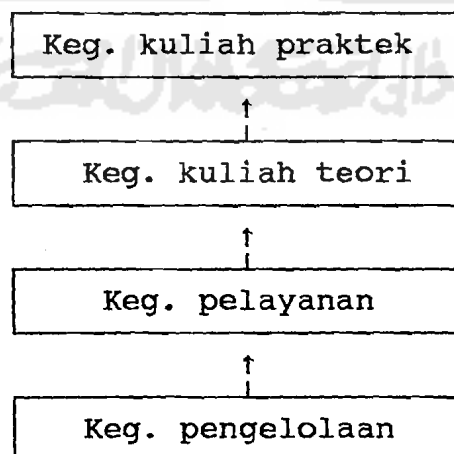 Keg. kuliah praktek
↑
Keg. kuliah teori
↑
Keg. pelayanan
↑
Keg. pengelolaan